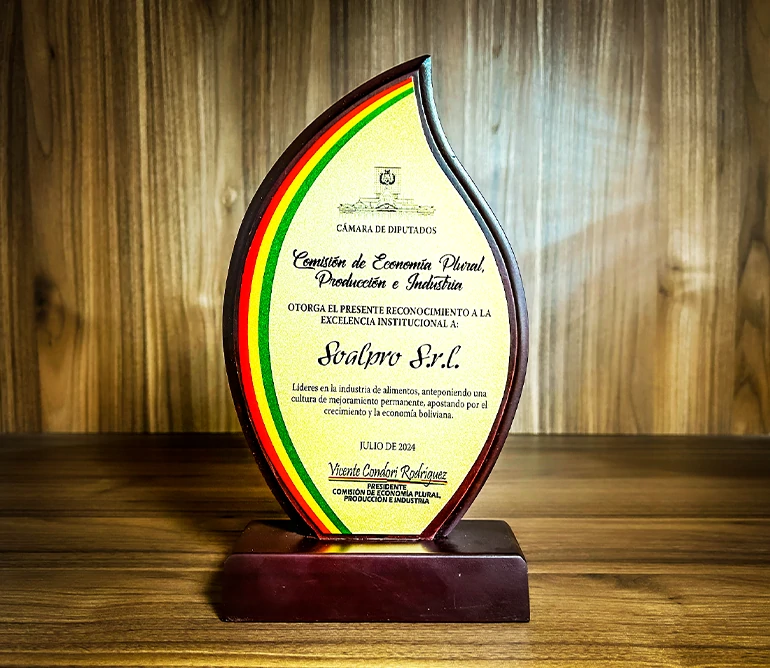 CÁMARA DE DIPUTADOS
Comisión de Economía Plural,
Producción e Industria
OTORGA EL PRESENTE RECONOCIMIENTO A LA
EXCELENCIA INSTITUCIONAL A:
Soalpro S.r.l.
Líderes en la industria de alimentos, anteponiendo una
cultura de mejoramiento permanente, apostando por el
crecimiento y la economía boliviana.
JULIO DE 2024
Vicente Condori Rodriguez
PRESIDENTE
COMISIÓN DE ECONOMÍA PLURAL,
PRODUCCIÓN E INDUSTRIA